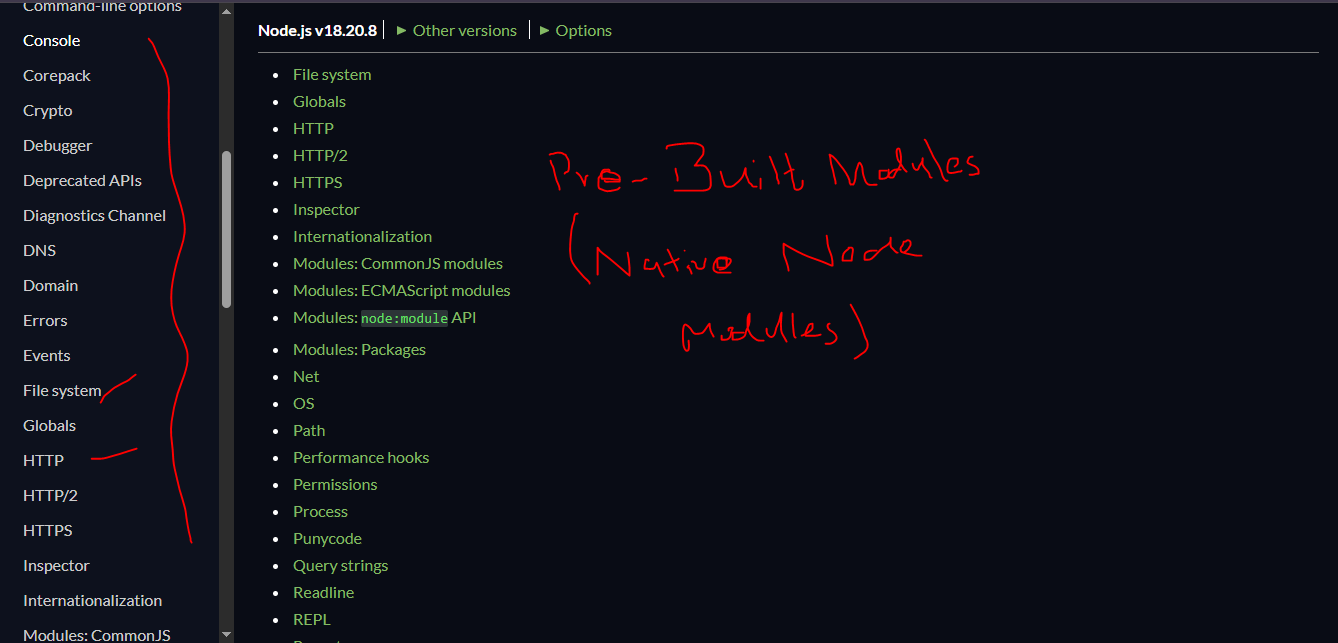 Command-line options
Console
Corepack
Crypto
Debugger
Deprecated APIs
Diagnostics Channel
DNS
Domain
Errors
Events
File system
Globals
HTTP
HTTP/2
HTTPS
Inspector
Internationalization
Modules: CommonJS
Node.js v18.20.8 ► Other versions ► Options
File system
Globals
HTTP
HTTP/2
HTTPS
Inspector
Internationalization
Modules: CommonJS modules
Modules: ECMAScript modules
Modules: node:module API
Modules: Packages
Net
OS
Path
Performance hooks
Permissions
Process
Punycode
Query strings
Readline
REPL
Pre-Built Modules
(Native Node
Modules)